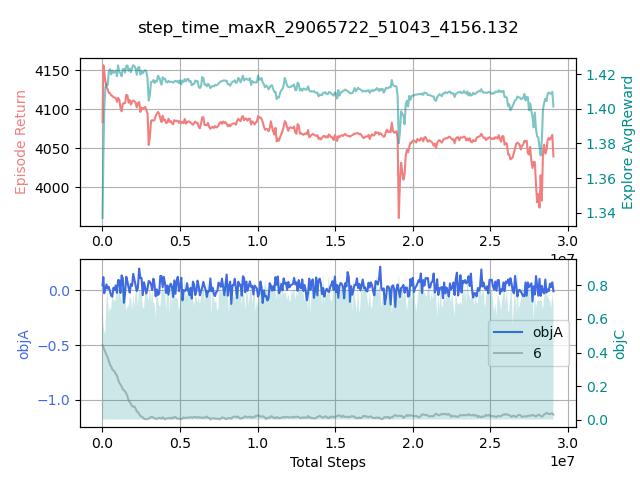 step_time_maxR_29065722_51043_4156.132
4150
4100
4050
4000
Episode Return
1.42
1.40
1.38
1.36
1.34
Explore AvgReward
0.0 0.5 1.0 1.5 2.0 2.5 3.0
0.0
−0.5
−1.0
objA
0.8
0.6
0.4
0.2
0.0
objC
objA
6
0.0 0.5 1.0 1.5 2.0 2.5 3.0
Total Steps
1e7